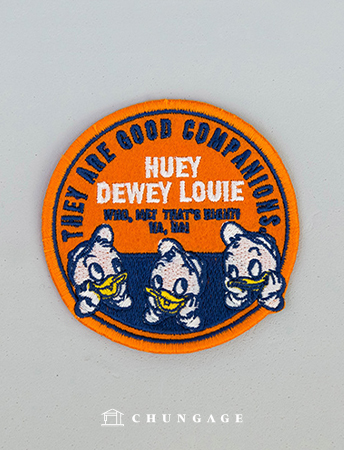 THEY ARE GOOD COMPANIONS.
HUEY
DEWEY LOUIE
WHO, ME? THAT'S RIGHT!
HA, HA!
CHUNGAGE